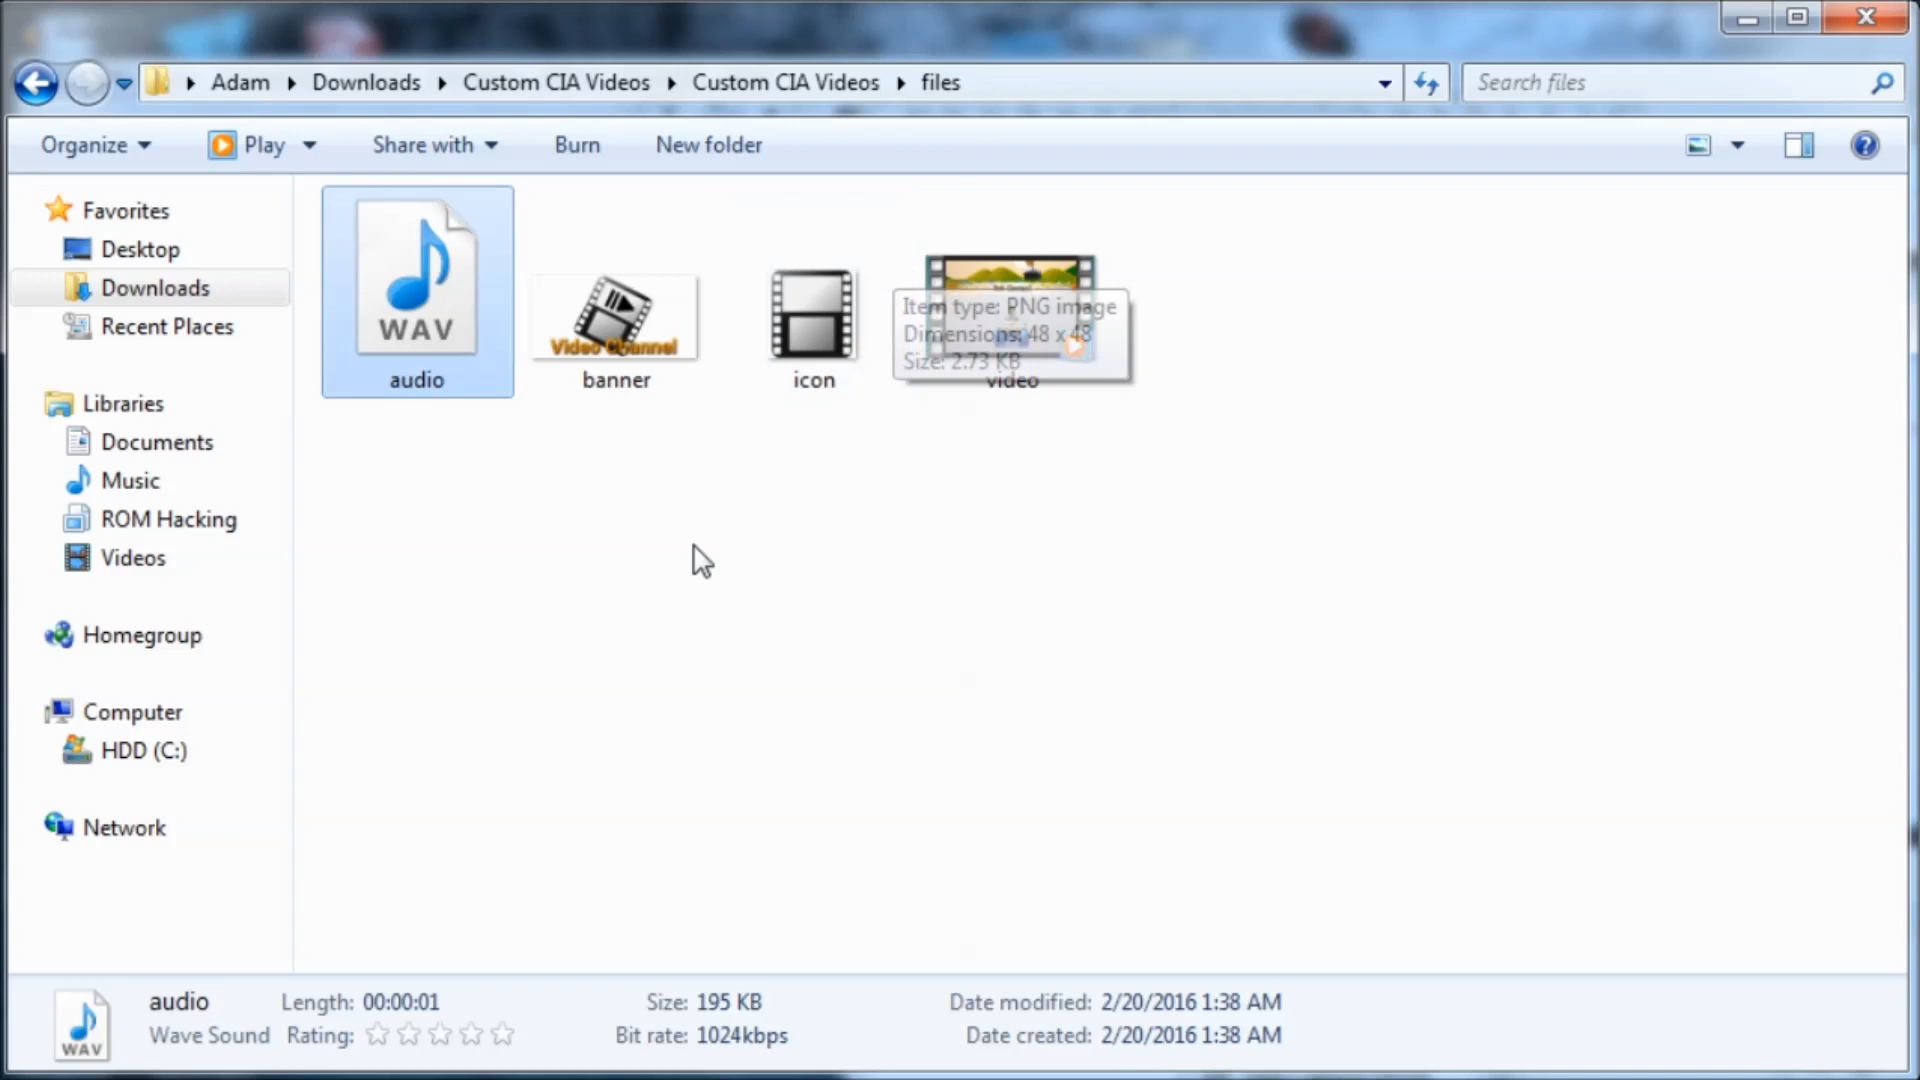 Adam Downloads Custom CIA Videos Custom CIA Videos files
Search files
Organize Play Share with Burn New folder
Favorites
Desktop
Downloads
Recent Places
Libraries
Documents
Music
ROM Hacking
Videos
Homegroup
Computer
HDD (C:)
Network
WAV
audio
Video Channel
banner
icon
Item type: PNG image
Dimensions: 48 x 48
Size: 2.73 KB
video
WAV
audio Length: 00:00:01 Size: 195 KB Date modified: 2/20/2016 1:38 AM
Wave Sound Rating: Bit rate: 1024kbps Date created: 2/20/2016 1:38 AM